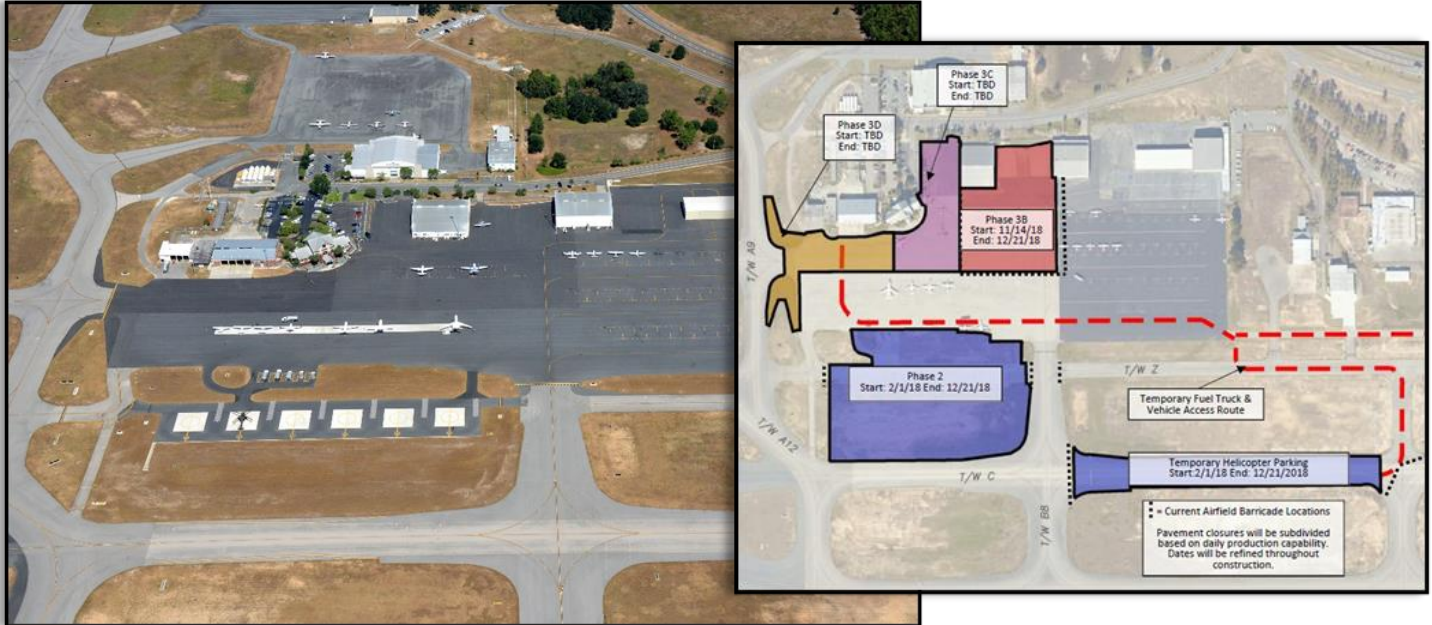 Phase 3C
Start: TBD
End: TBD
Phase 3D
Start: TBD
End: TBD
Phase 3B
Start: 11/14/18
End: 12/21/18
T/W A9
Phase 2
Start: 2/1/18 End: 12/21/18
T/W Z
Temporary Fuel Truck &
Vehicle Access Route
T/W A12
T/W C
Temporary Helicopter Parking
Start:2/1/18 End: 12/21/2018
T/W BB
= Current Airfield Barricade Locations
Pavement closures will be subdivided
based on daily production capability.
Dates will be refined throughout
construction.